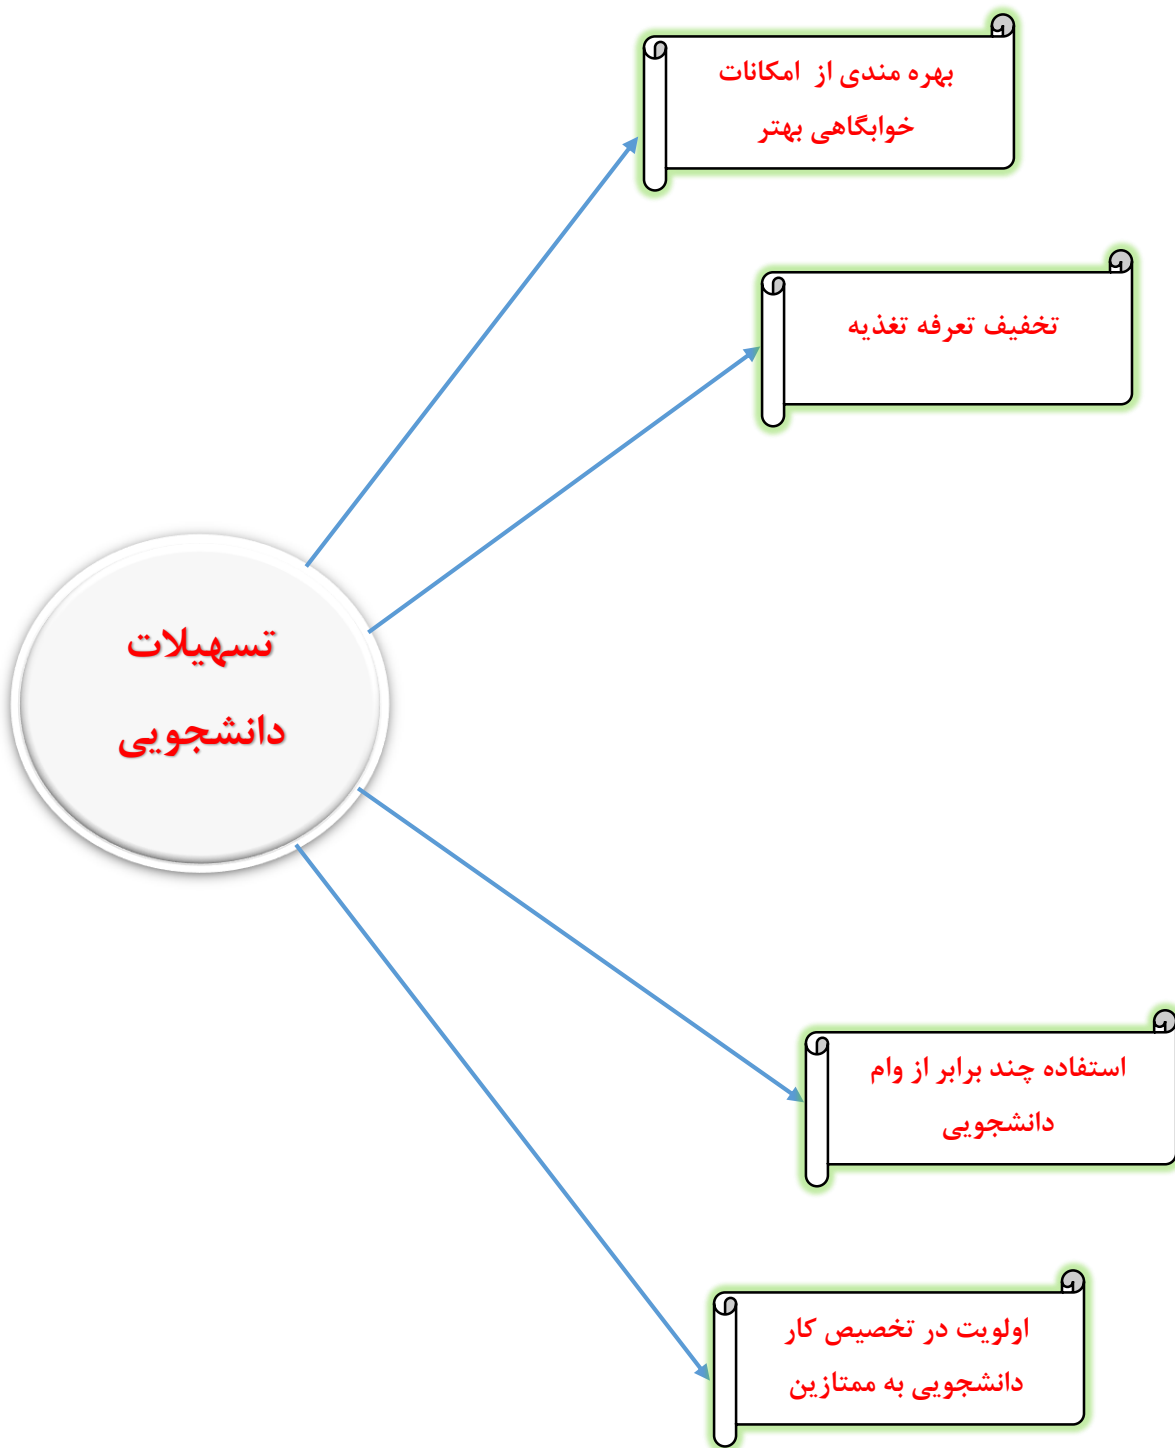 بهره مندی از امکانات
خوابگاهی بهتر
تخفیف تعرفه تغذیه
تسهیلات
دانشجویی
استفاده چند برابر از وام
دانشجویی
اولویت در تخصیص کار
دانشجویی به ممتازین